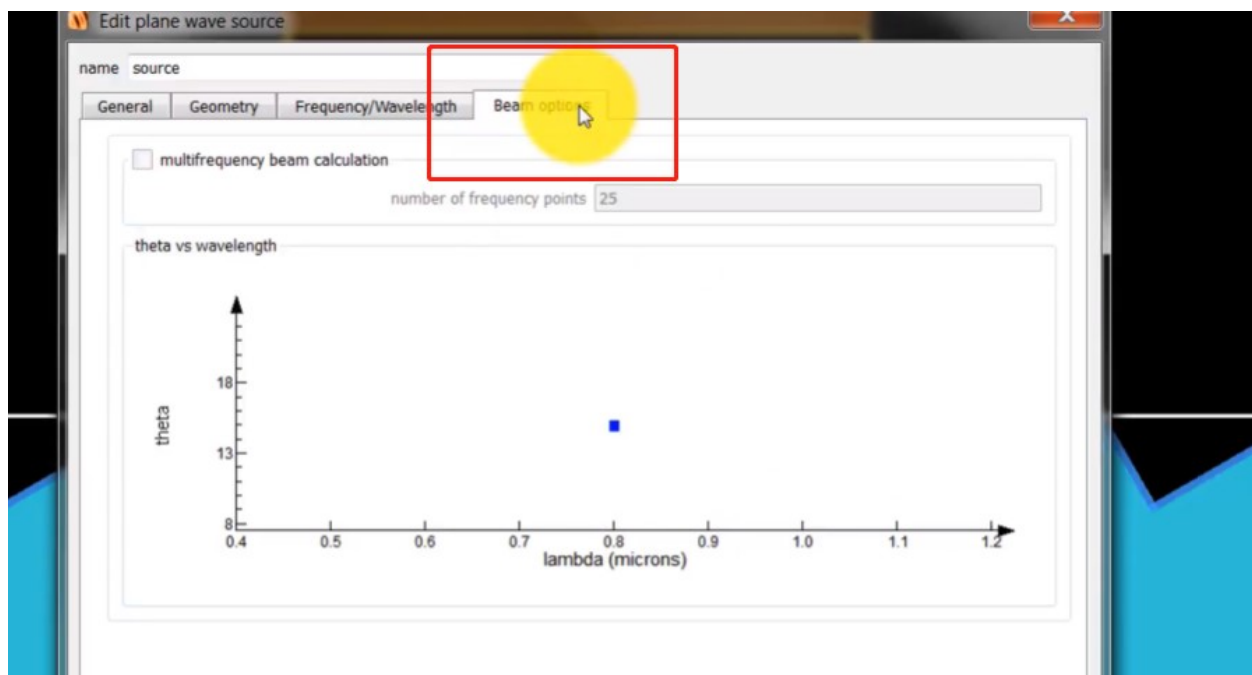 Edit plane wave source
name source
General Geometry Frequency/Wavelength Beam options
multifrequency beam calculation
number of frequency points 25
theta vs wavelength
18
theta
13
8
0.4 0.5 0.6 0.7 0.8 0.9 1.0 1.1 1.2
lambda (microns)